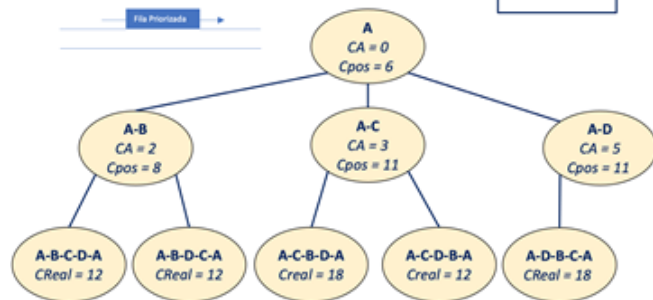 Fila Priorizada
A
CA = 0
Cpos = 6
A-B
CA = 2
Cpos = 8
A-C
CA = 3
Cpos = 11
A-D
CA = 5
Cpos = 11
A-B-C-D-A
CReal = 12
A-B-D-C-A
CReal = 12
A-C-B-D-A
Creal = 18
A-C-D-B-A
CReal = 12
A-D-B-C-A
CReal = 18